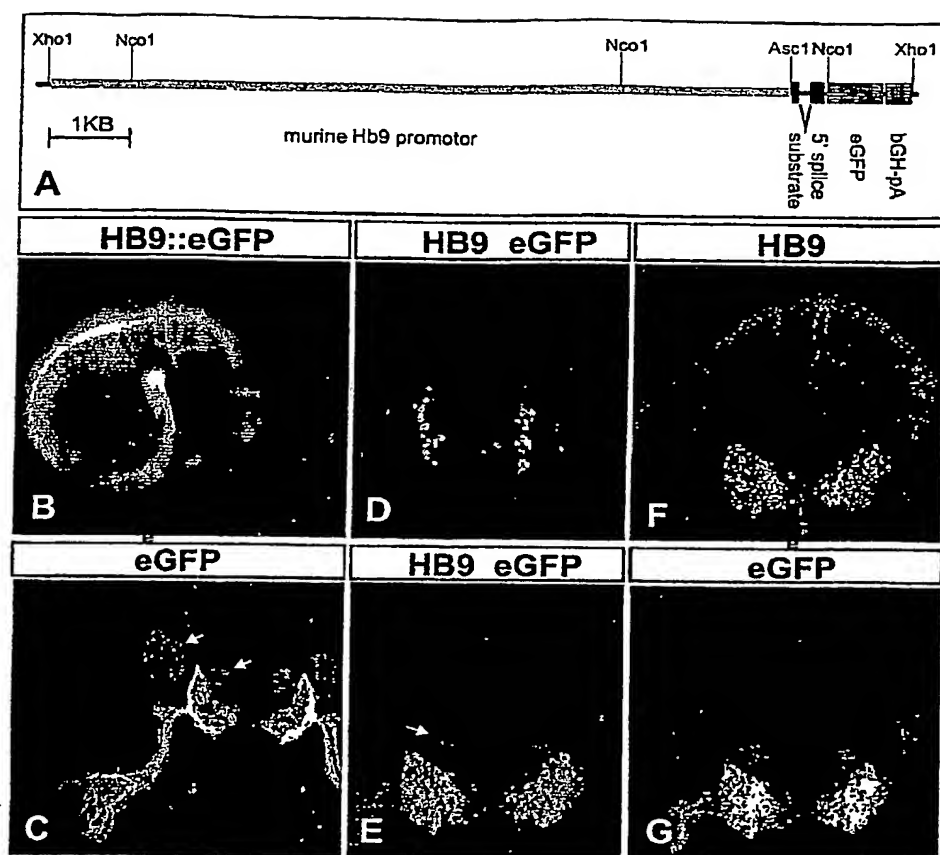 Xho1 Nco1 Nco1 Asc1 Nco1 Xho1
1KB
murine Hb9 promotor
substrate
5' splice
eGFP
bGH-pA
A
HB9::eGFP
HB9 eGFP
HB9
B
D
F
eGFP
HB9 eGFP
eGFP
C
E
G